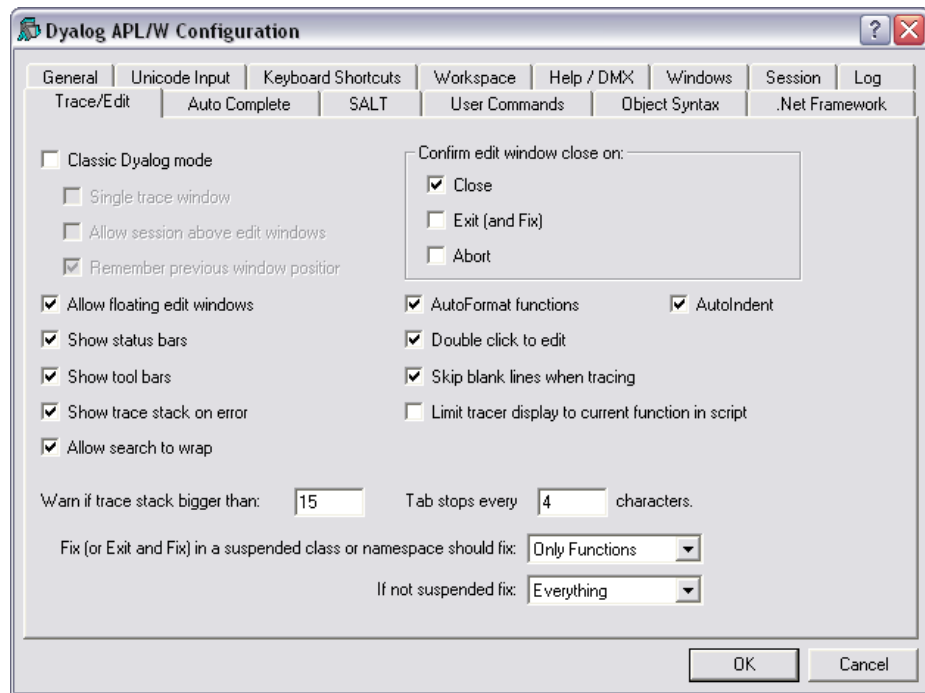 Dyalog APL/W Configuration
General Unicode Input Keyboard Shortcuts Workspace Help / DMX Windows Session Log
Trace/Edit Auto Complete SALT User Commands Object Syntax .Net Framework
Classic Dyalog mode
Single trace window
Allow session above edit windows
Remember previous window positior
Confirm edit window close on:
Close
Exit (and Fix)
Abort
Allow floating edit windows AutoFormat functions AutoIndent
Show status bars Double click to edit
Show tool bars Skip blank lines when tracing
Show trace stack on error Limit tracer display to current function in script
Allow search to wrap
Warn if trace stack bigger than: 15 Tab stops every 4 characters.
Fix (or Exit and Fix) in a suspended class or namespace should fix: Only Functions
If not suspended fix: Everything
OK Cancel